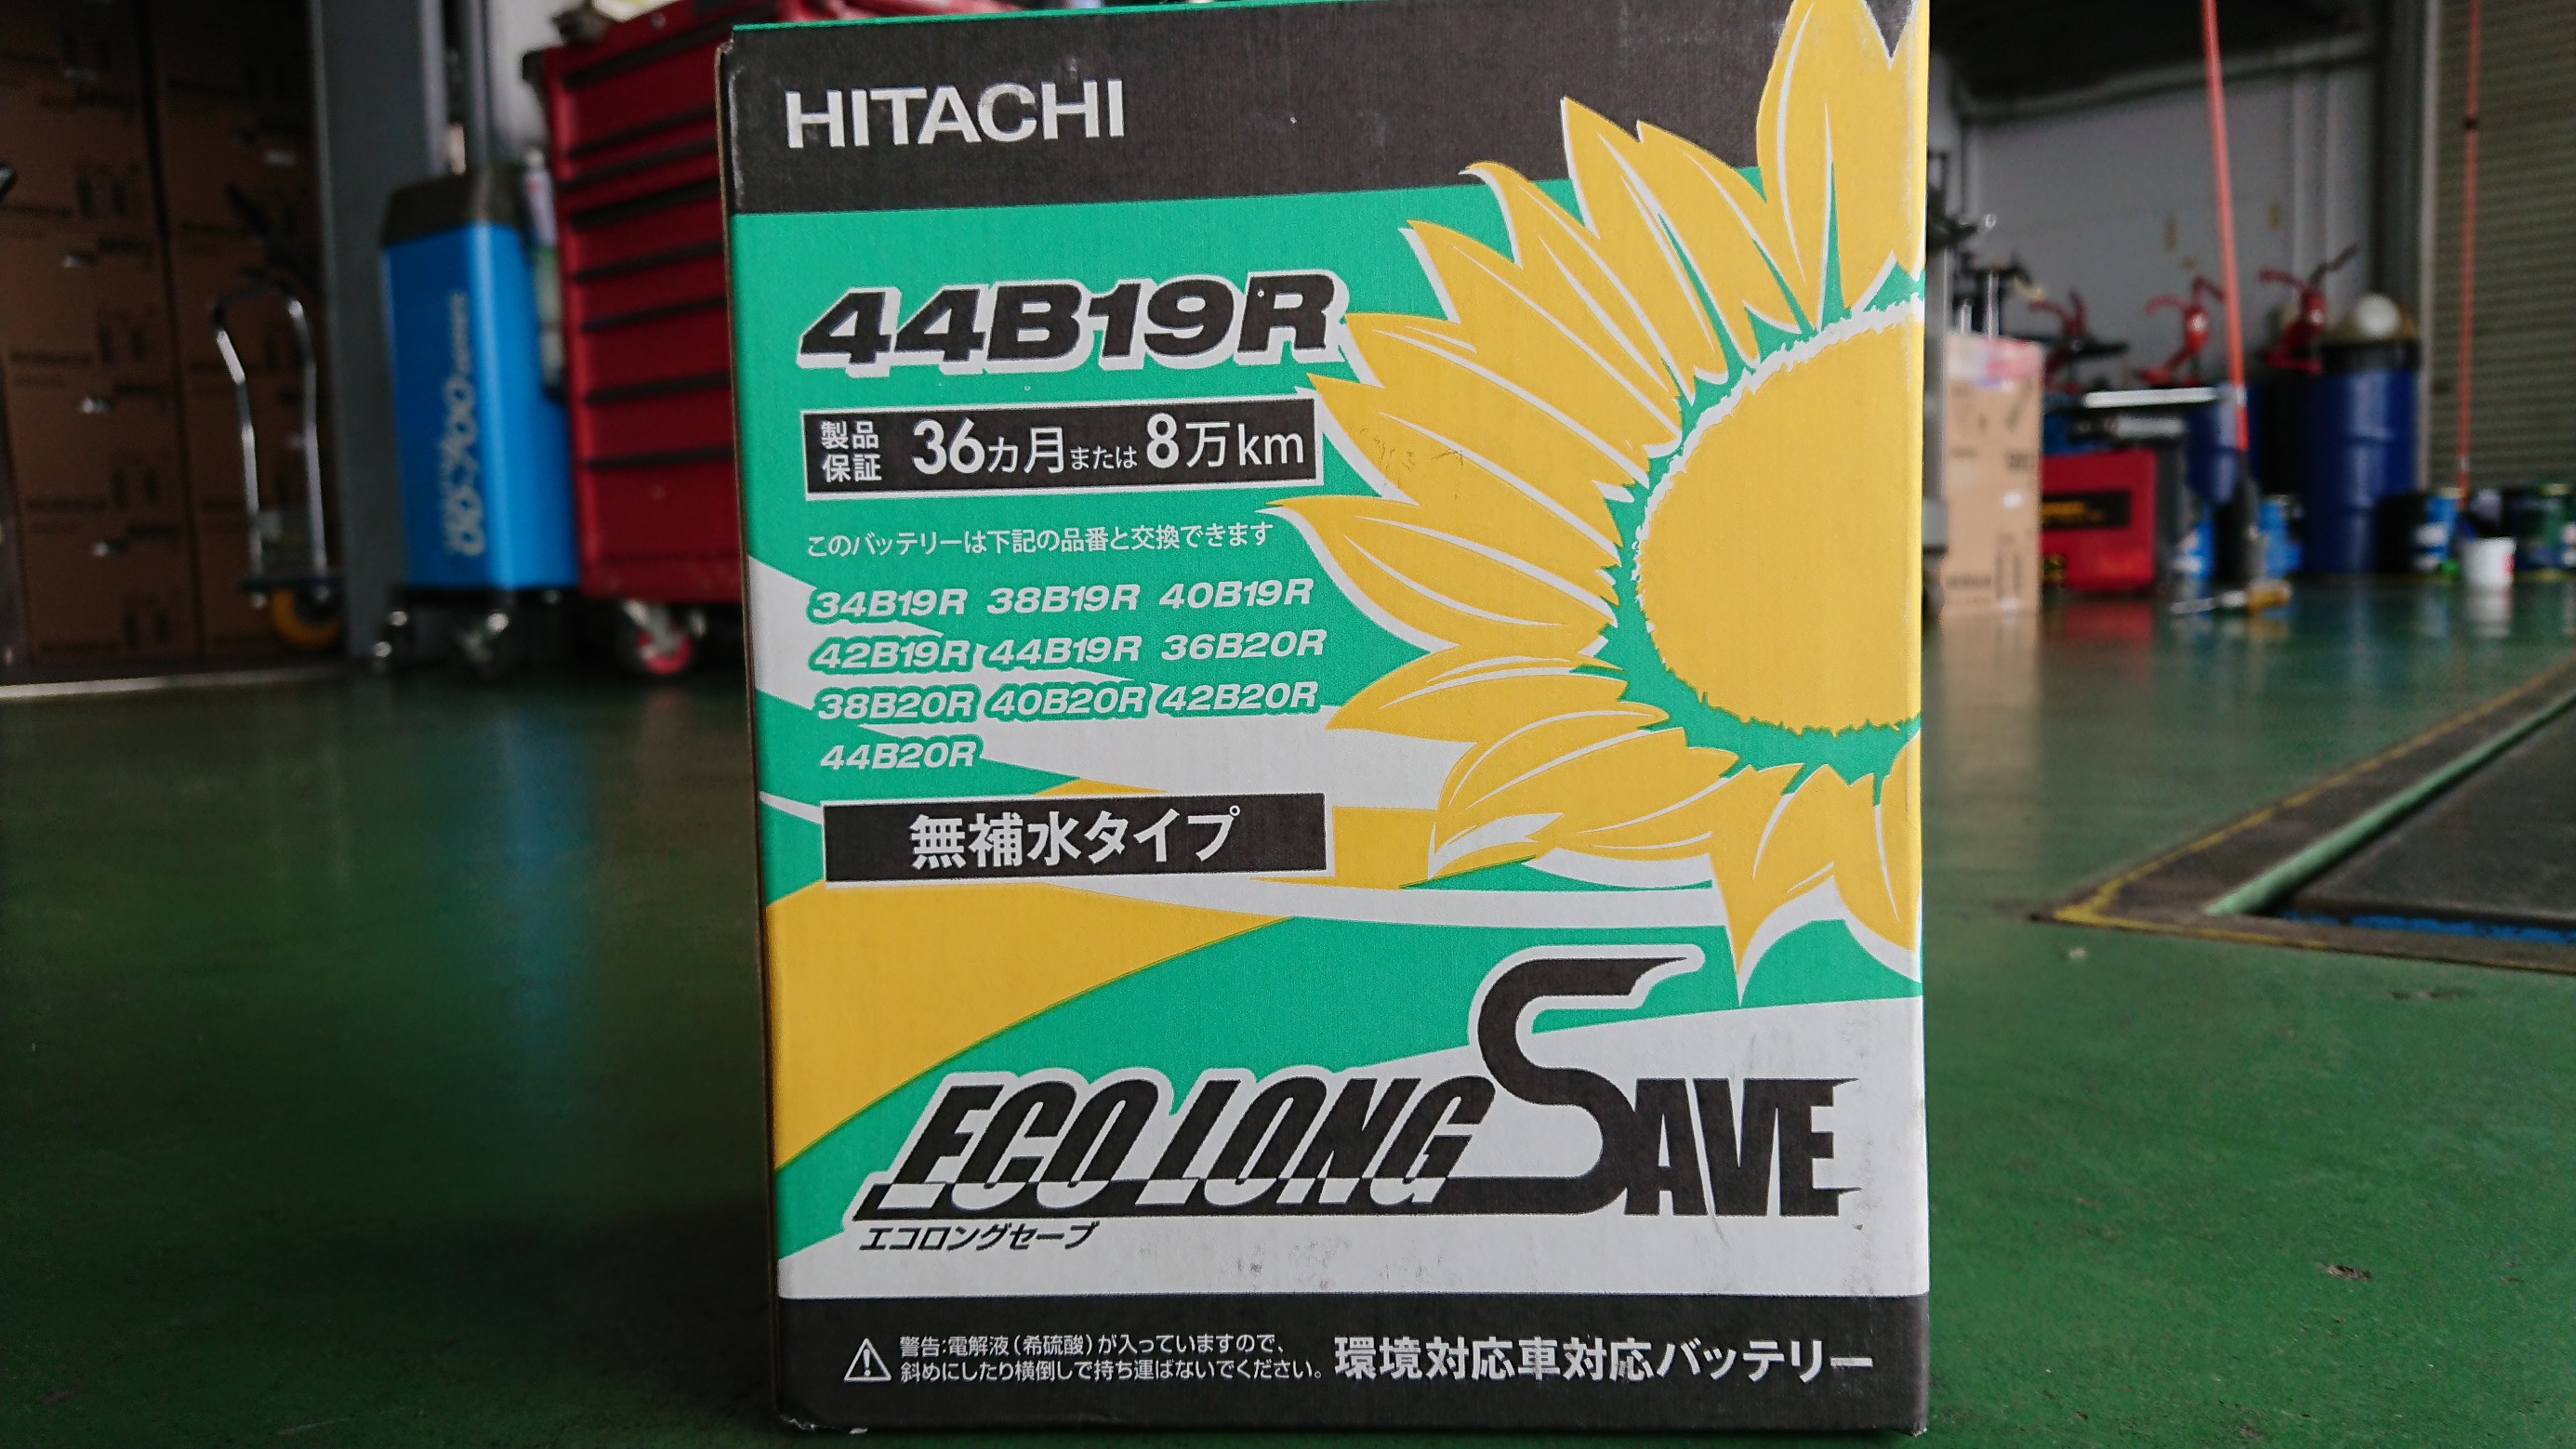 HITACHI
44B19R
製品保証 36カ月または8万km
このバッテリーは下記の品番と交換できます
34B19R 38B19R 40B19R
42B19R 44B19R 36B20R
38B20R 40B20R 42B20R
44B20R
無補水タイプ
ECO LONG SAVE
エコロングセーブ
警告:電解液(希硫酸)が入っていますので、
斜めにしたり横倒しで持ち運ばないでください。
環境対応車対応バッテリー